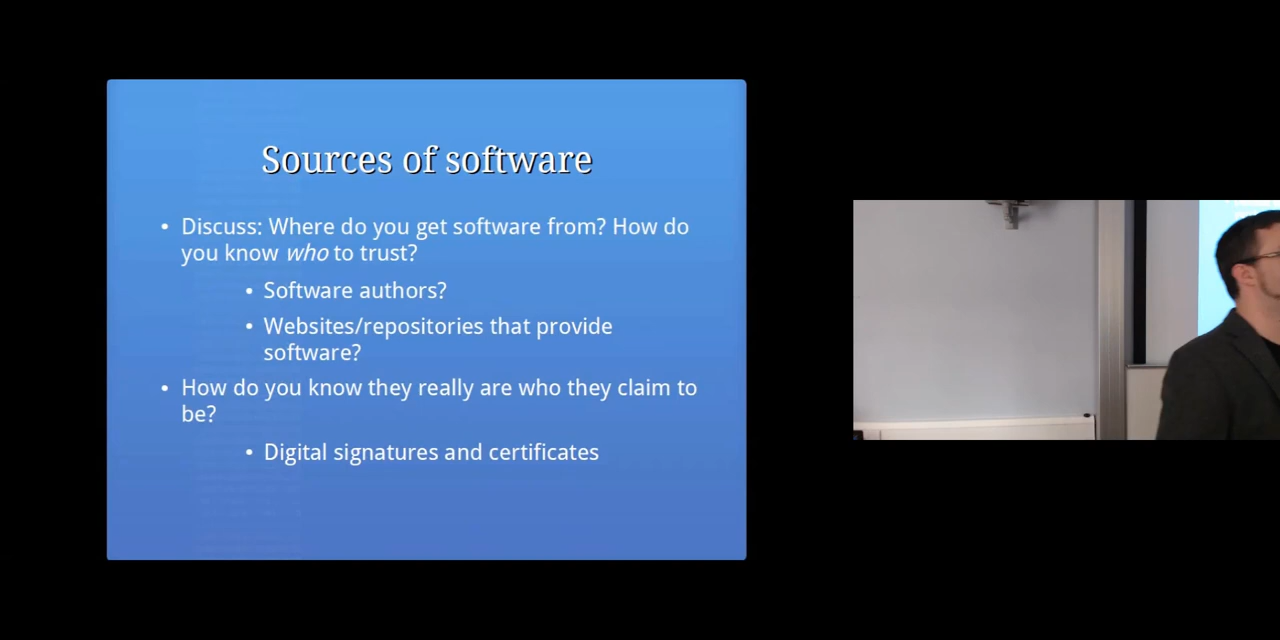 Sources of software
• Discuss: Where do you get software from? How do
you know who to trust?
• Software authors?
• Websites/repositories that provide
software?
• How do you know they really are who they claim to
be?
• Digital signatures and certificates